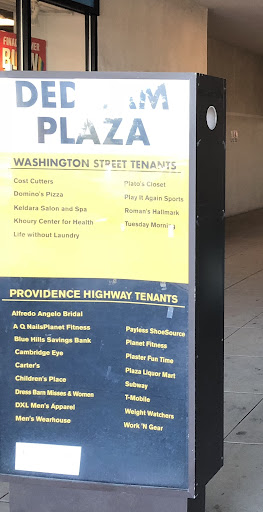 FINAL
BU
DED AM
PLAZA
WASHINGTON STREET TENANTS
Cost Cutters
Domino's Pizza
Keldara Salon and Spa
Khoury Center for Health
Life without Laundry
Plato's Closet
Play It Again Sports
Roman's Hallmark
Tuesday Morning
PROVIDENCE HIGHWAY TENANTS
Alfredo Angelo Bridal
A Q NailsPlanet Fitness
Blue Hills Savings Bank
Cambridge Eye
Carter's
Children's Place
Dress Barn Misses & Women
DXL Men's Apparel
Men's Wearhouse
Payless ShoeSource
Planet Fitness
Plaster Fun Time
Plaza Liquor Mart
Subway
T-Mobile
Weight Watchers
Work 'N Gear